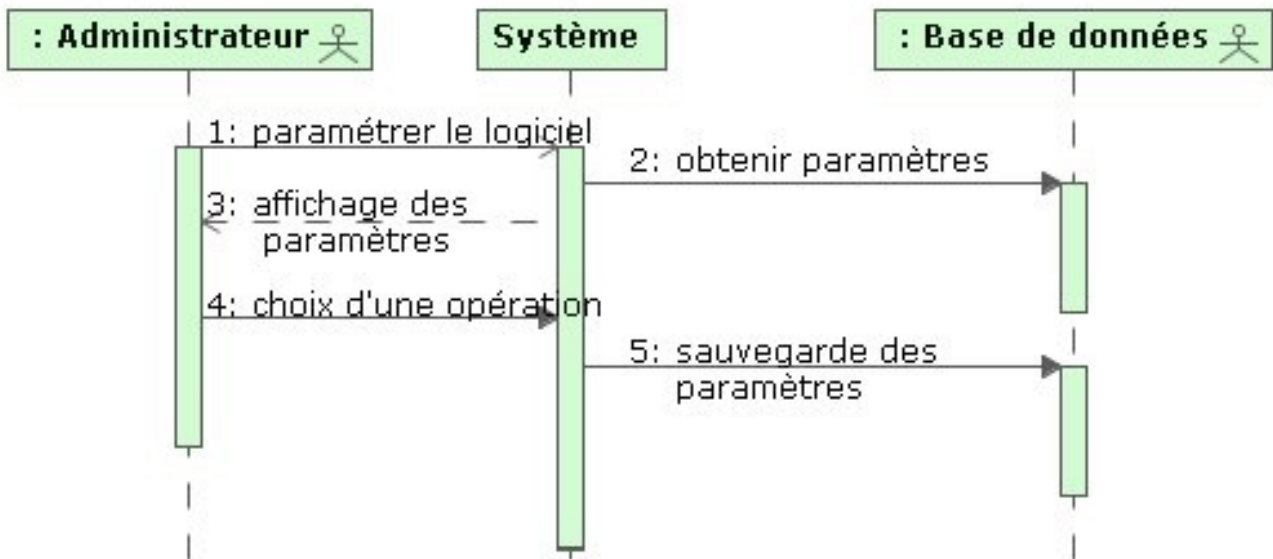 : Administrateur
Système
: Base de données
1: paramétrer le logiciel
2: obtenir paramètres
3: affichage des
paramètres
4: choix d'une opération
5: sauvegarde des
paramètres